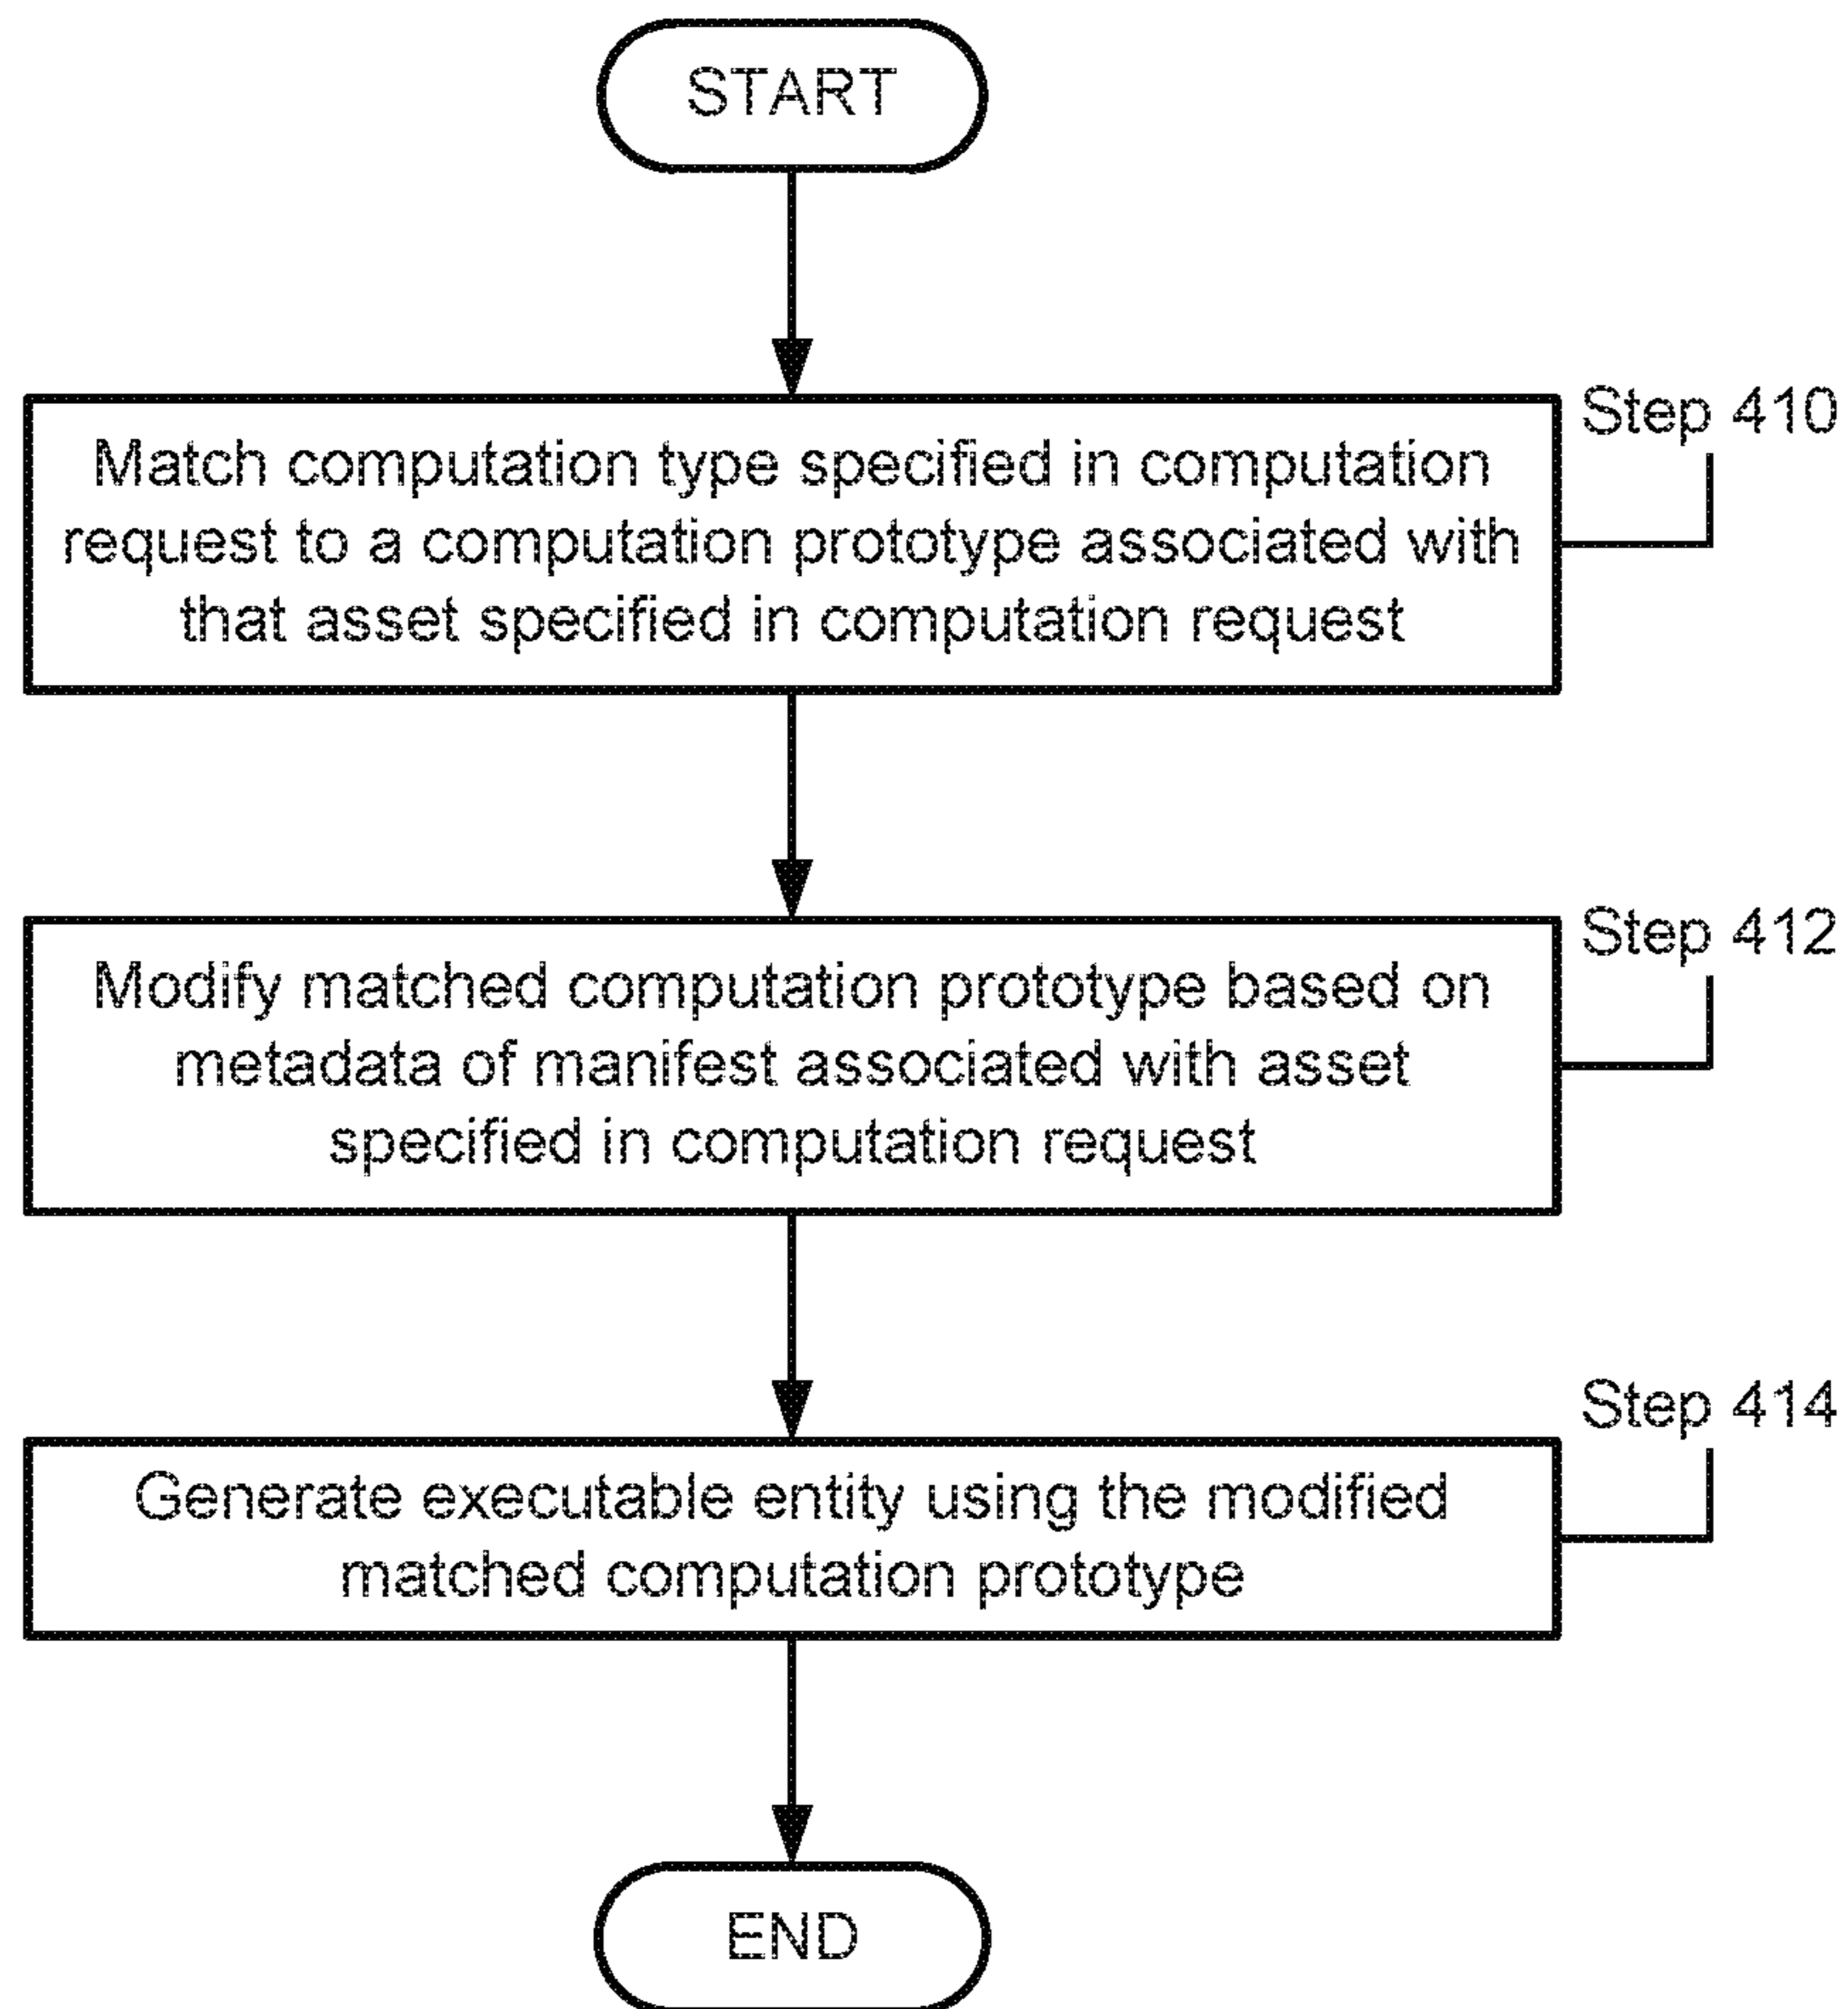 START
Step 410
Match computation type specified in computation
request to a computation prototype associated with
that asset specified in computation request
Step 412
Modify matched computation prototype based on
metadata of manifest associated with asset
specified in computation request
Step 414
Generate executable entity using the modified
matched computation prototype
END